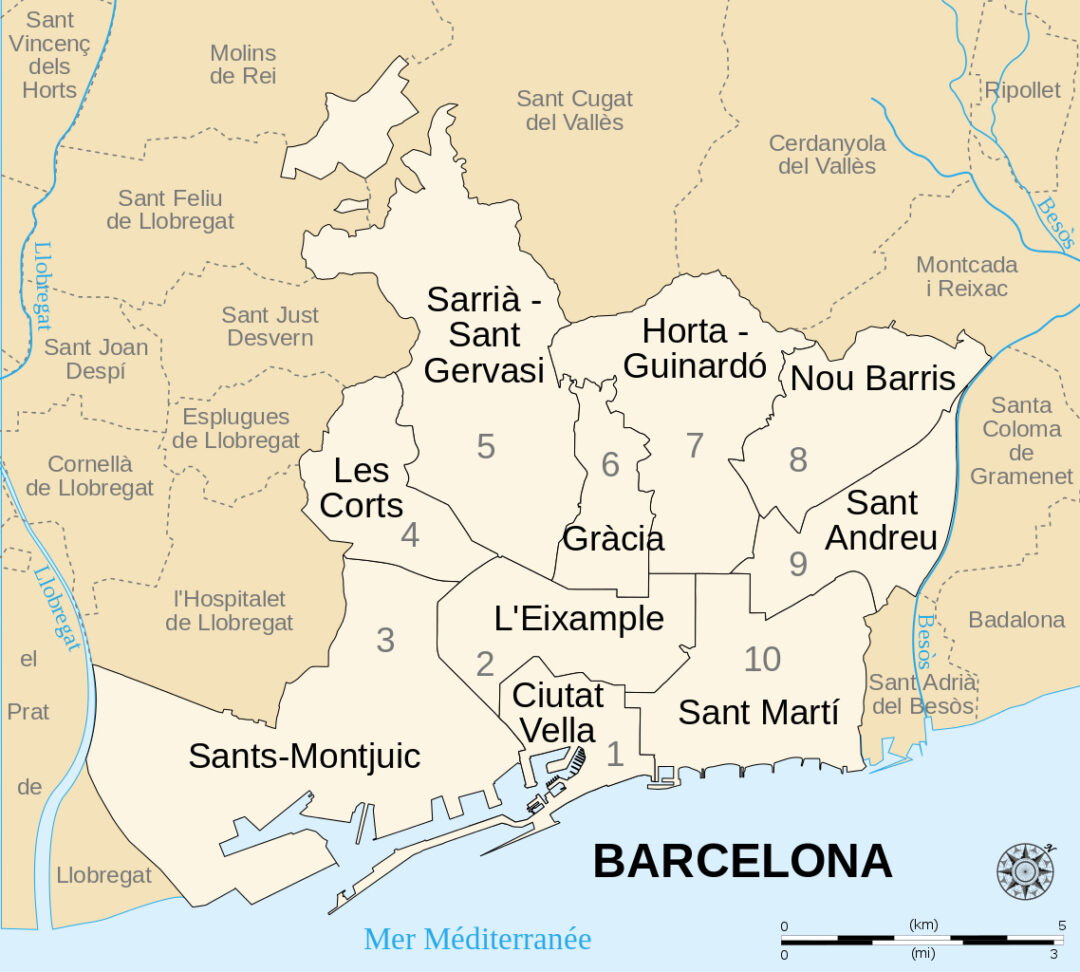 Sant
Vincenç
dels
Horts
Molins
de Rei
Sant Cugat
del Vallès
Ripollet
Cerdanyola
del Vallès
Sant Feliu
de Llobregat
Besòs
Llobregat
Montcada
i Reixac
Sant Just
Desvern
Sant Joan
Despí
Sarrià -
Sant
Gervasi
Horta -
Guinardó
Nou Barris
Esplugues
de Llobregat
Santa
Coloma
de
Gramenet
Cornellà
de Llobregat
Les
Corts
5
6
7
8
4
Sant
Andreu
Gràcia
9
Llobregat
l'Hospitalet
de Llobregat
L'Eixample
Badalona
Besòs
3
2
10
el
Prat
de
Llobregat
Sant Adrià
del Besòs
Ciutat
Vella
1
Sant Martí
Sants-Montjuic
BARCELONA
N
Mer Méditerranée
0 (km) 5
0 (mi) 3